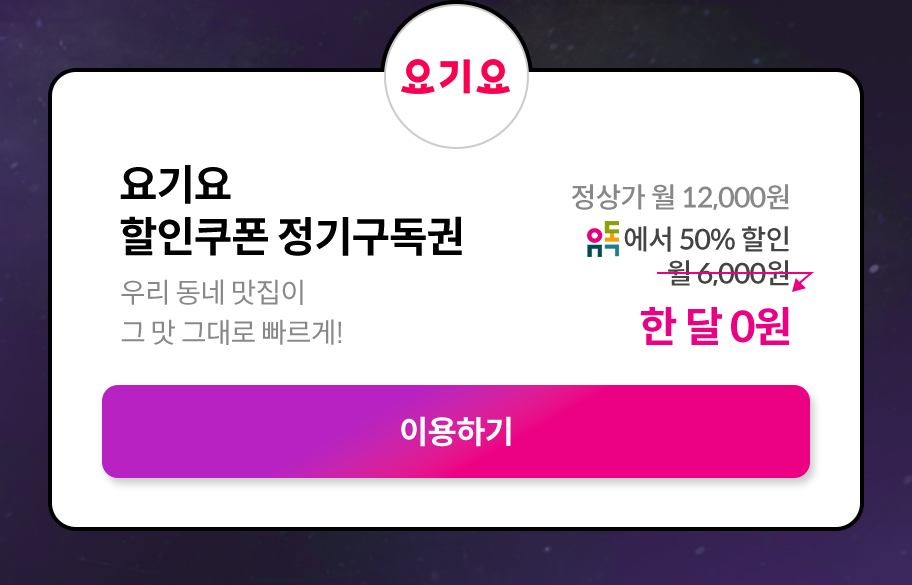 요기요
요기요
할인쿠폰 정기구독권
우리 동네 맛집이
그 맛 그대로 빠르게!
정상가 월 12,000원
유독에서 50% 할인
월 6,000원
한 달 0원
이용하기